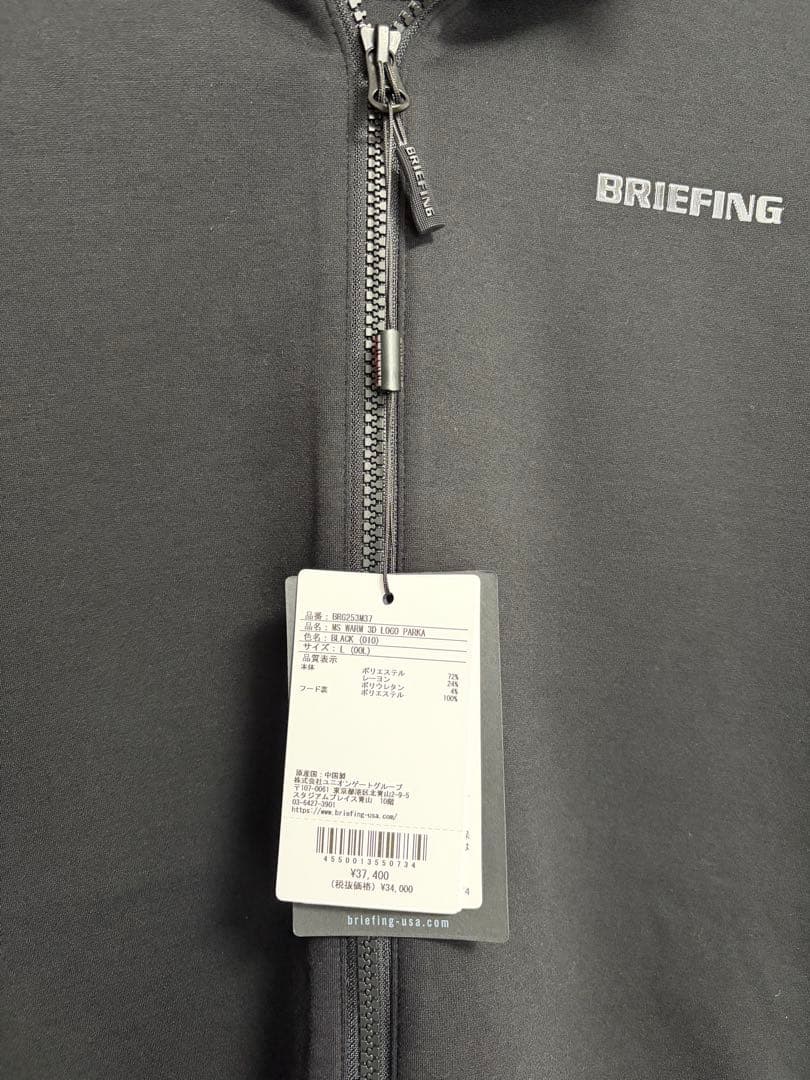 BRIEFING
BRIEFING
品番：BRG253M37
品名：MS WARM 3D LOGO PARKA
色名：BLACK (010)
サイズ：L (00L)
品質表示
本体 ポリエステル 72%
レーヨン 24%
ポリウレタン 4%
フード裏 ポリエステル 100%
原産国：中国製
株式会社ユニオンゲートグループ
〒107-0061 東京都港区北青山2-9-5
スタジアムプレイス青山 10階
03-6427-3901
https://www.briefing-usa.com/
4550013550734
¥37,400
(税抜価格) ¥34,000
briefing-usa.com